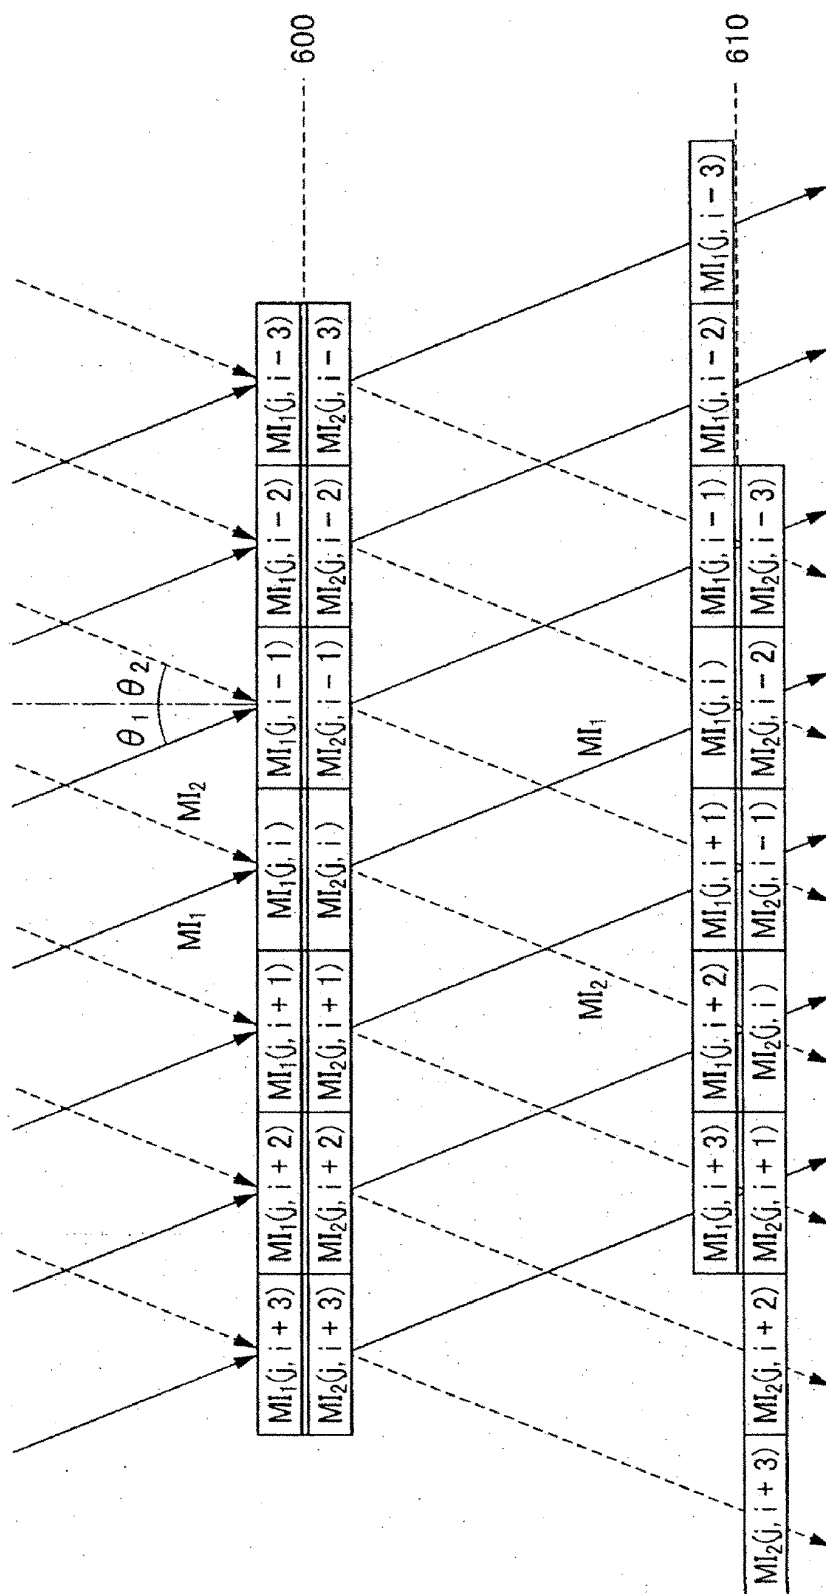 600
610
θ₁ θ₂
MI₁
MI₂
MI₁(j, i + 3) MI₁(j, i + 2) MI₁(j, i + 1) MI₁(j, i) MI₁(j, i − 1) MI₁(j, i − 2) MI₁(j, i − 3)
MI₂(j, i + 3) MI₂(j, i + 2) MI₂(j, i + 1) MI₂(j, i) MI₂(j, i − 1) MI₂(j, i − 2) MI₂(j, i − 3)
MI₂
MI₁
MI₁(j, i + 3) MI₁(j, i + 2) MI₁(j, i + 1) MI₁(j, i) MI₁(j, i − 1) MI₁(j, i − 2) MI₁(j, i − 3)
MI₂(j, i + 3) MI₂(j, i + 2) MI₂(j, i + 1) MI₂(j, i) MI₂(j, i − 1) MI₂(j, i − 2) MI₂(j, i − 3)